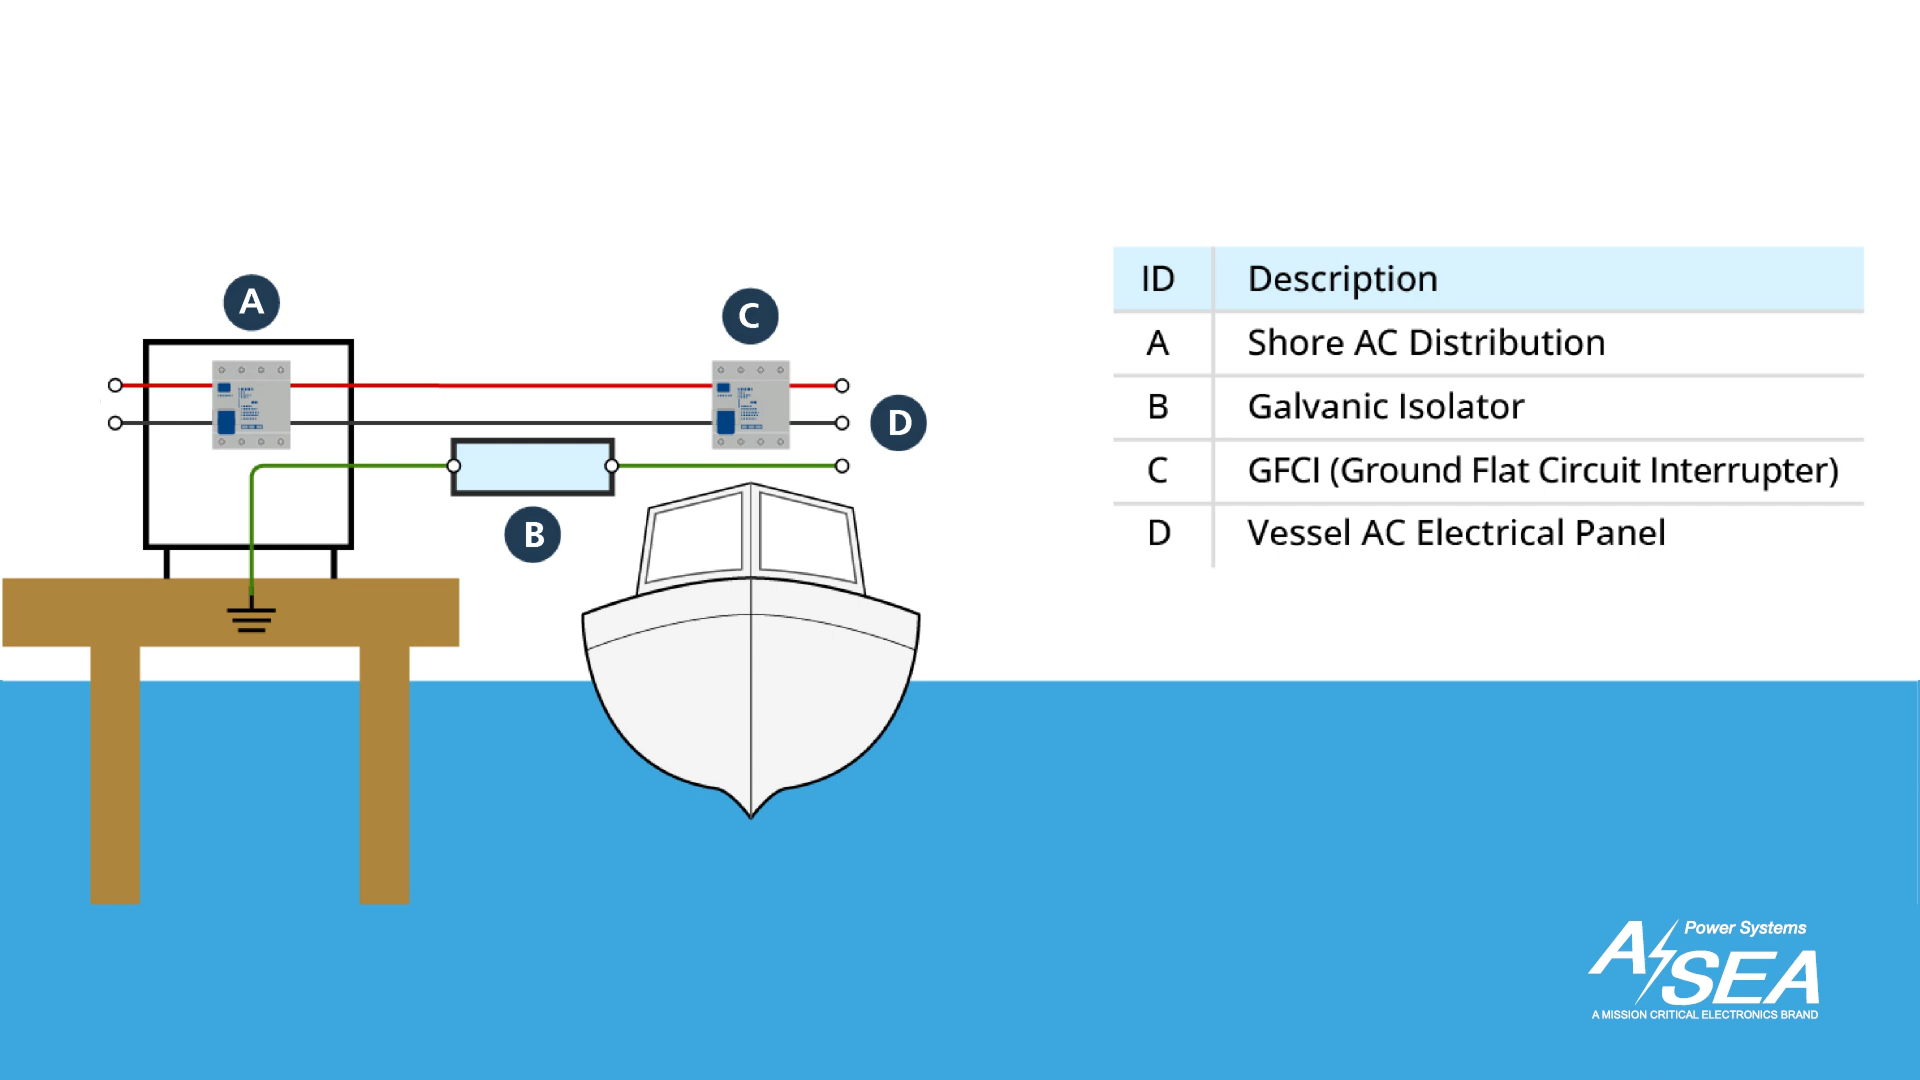 A
C
D
B
ID Description
A Shore AC Distribution
B Galvanic Isolator
C GFCI (Ground Flat Circuit Interrupter)
D Vessel AC Electrical Panel
Power Systems
ASEA
A MISSION CRITICAL ELECTRONICS BRAND